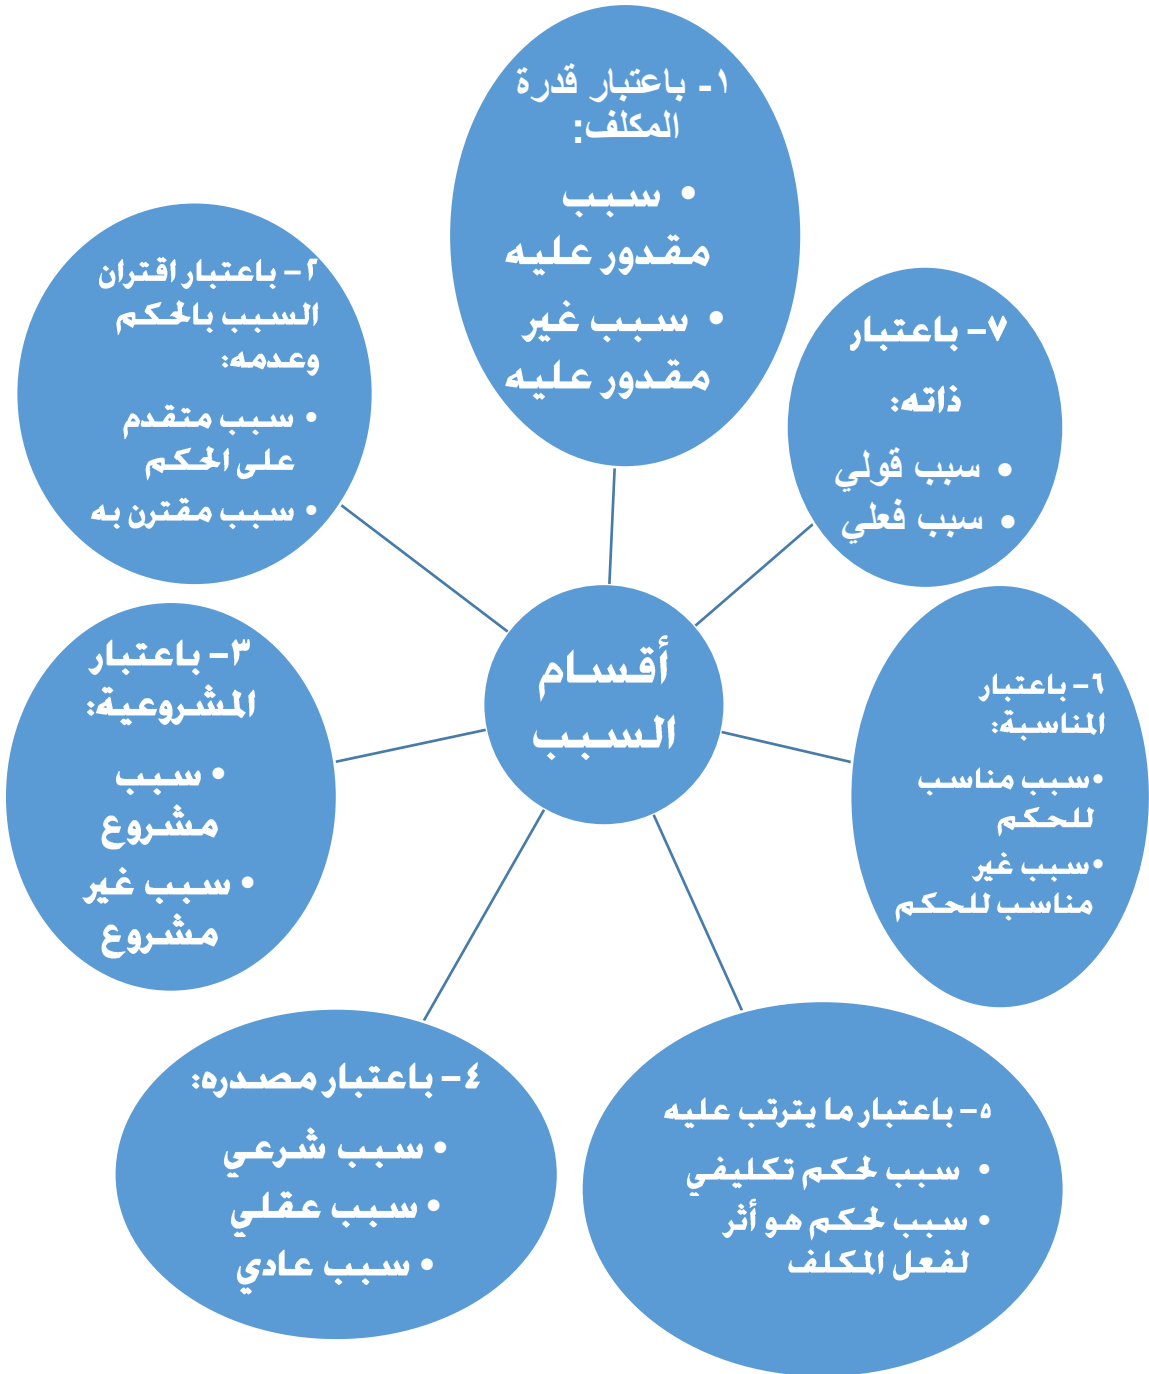 أقسام
السبب
١- باعتبار قدرة
المكلف:
• سبب
مقدور عليه
• سبب غير
مقدور عليه
٢- باعتبار اقتران
السبب بالحكم
وعدمه:
• سبب متقدم
على الحكم
• سبب مقترن به
٣- باعتبار
المشروعية:
• سبب
مشروع
• سبب غير
مشروع
٤- باعتبار مصدره:
• سبب شرعي
• سبب عقلي
• سبب عادي
٥- باعتبار ما يترتب عليه
• سبب لحكم تكليفي
• سبب لحكم هو أثر
لفعل المكلف
٦- باعتبار
المناسبة:
• سبب مناسب
للحكم
• سبب غير
مناسب للحكم
٧- باعتبار
ذاته:
• سبب قولي
• سبب فعلي